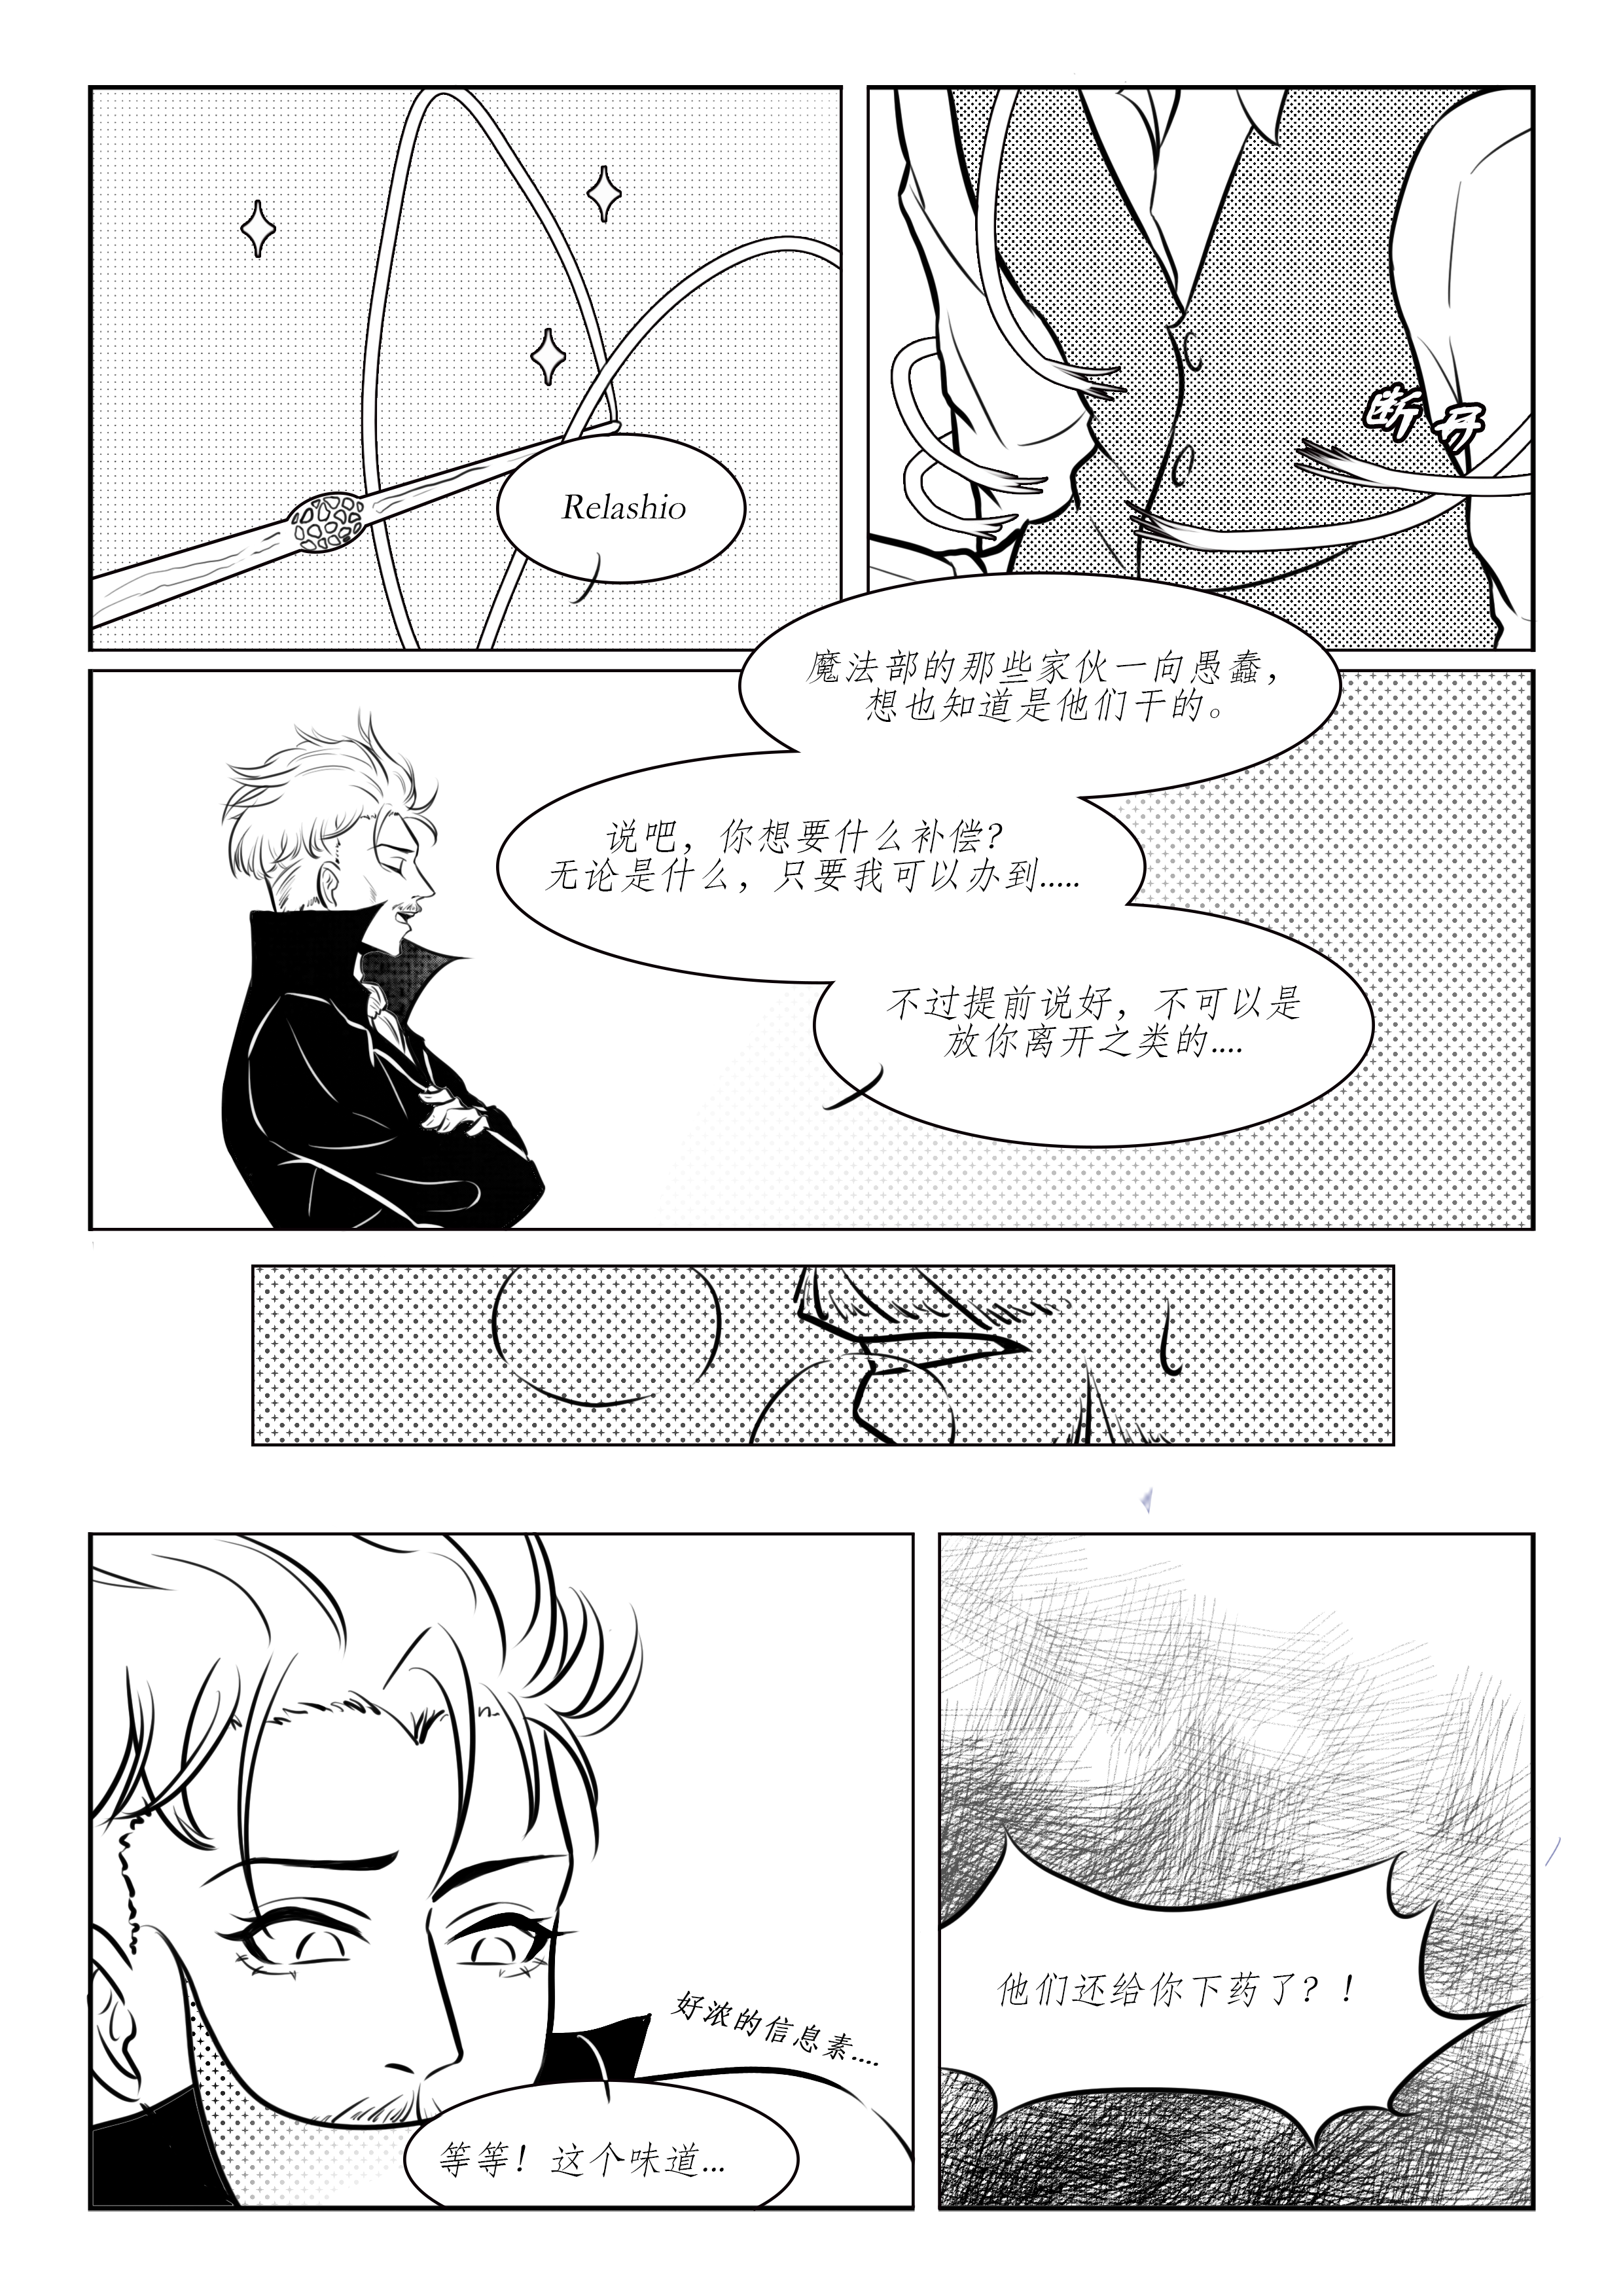 Relashio
断开
魔法部的那些家伙一向愚蠢，
想也知道是他们干的。
说吧，你想要什么补偿？
无论是什么，只要我可以办到.....
不过提前说好，不可以是
放你离开之类的....
好浓的信息素....
等等！这个味道...
他们还给你下药了？！